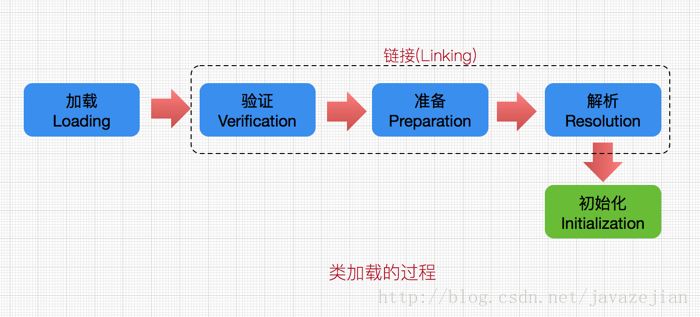 链接(Linking)
加载
Loading
验证
Verification
准备
Preparation
解析
Resolution
初始化
Initialization
类加载的过程
http://blog.csdn.net/javazejian